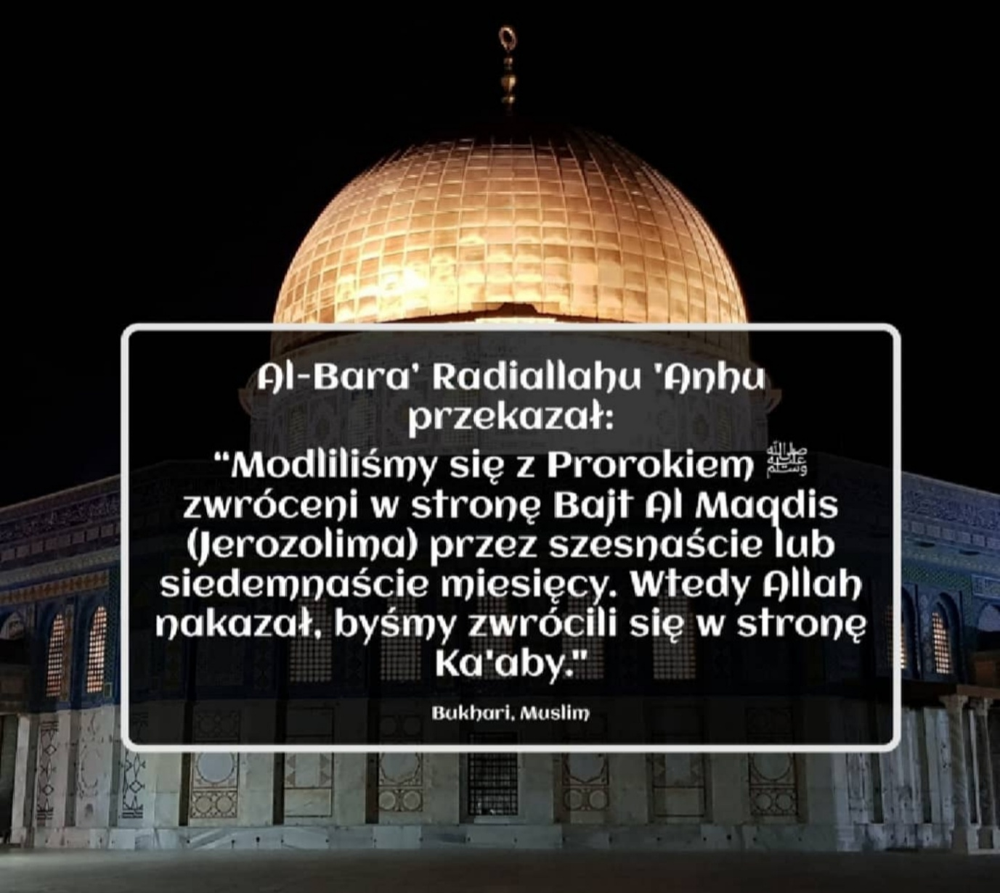 Al-Bara' Radiallahu 'Anhu
przekazał:
“Modliliśmy się z Prorokiem ﷺ
zwróceni w stronę Bajt Al Maqdis
(Jerozolima) przez szesnaście lub
siedemnaście miesięcy. Wtedy Allah
nakazał, byśmy zwrócili się w stronę
Ka'aby."
Bukhari, Muslim